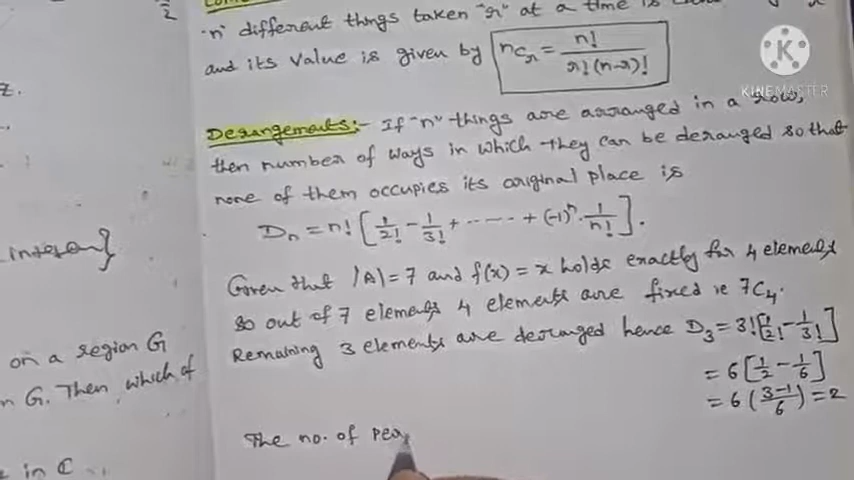 "n" different things taken "r" at a time is
and its value is given by nCr = n! / r!(n-r)!
KINEMASTER
Derangements:- If "n" things are arranged in a row,
then number of ways in which they can be deranged so that
none of them occupies its original place is
Dn = n! [1/2! - 1/3! + ...... + (-1)^n . 1/n!].
Given that |A| = 7 and f(x) = x holds exactly for 4 elements
so out of 7 elements 4 elements are fixed ie 7C4.
Remaining 3 elements are deranged hence D3 = 3! [1/2! - 1/3!]
= 6 [1/2 - 1/6]
= 6 (3-1/6) = 2
The no. of per
2
z.
on a region G
n G. Then, which of
in C